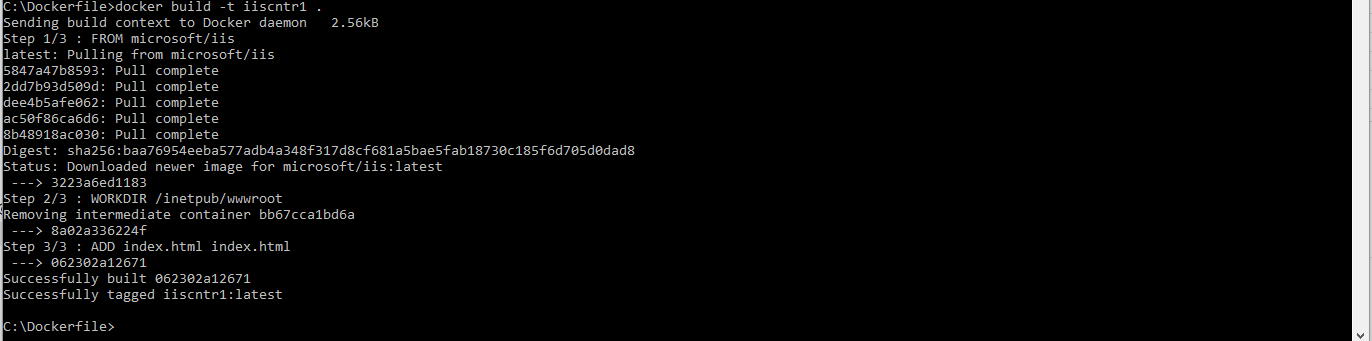 C:\Dockerfile>docker build -t iiscntr1 .
Sending build context to Docker daemon   2.56kB
Step 1/3 : FROM microsoft/iis
latest: Pulling from microsoft/iis
5847a47b8593: Pull complete
2dd7b93d509d: Pull complete
dee4b5afe062: Pull complete
ac50f86ca6d6: Pull complete
8b48918ac030: Pull complete
Digest: sha256:baa76954eeba577adb4a348f317d8cf681a5bae5fab18730c185f6d705d0dad8
Status: Downloaded newer image for microsoft/iis:latest
 ---> 3223a6ed1183
Step 2/3 : WORKDIR /inetpub/wwwroot
Removing intermediate container bb67cca1bd6a
 ---> 8a02a336224f
Step 3/3 : ADD index.html index.html
 ---> 062302a12671
Successfully built 062302a12671
Successfully tagged iiscntr1:latest
C:\Dockerfile>